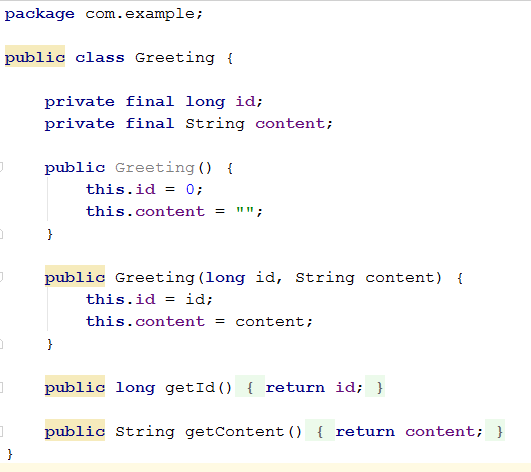 package com.example;
public class Greeting {
private final long id;
private final String content;
public Greeting() {
this.id = 0;
this.content = "";
}
public Greeting(long id, String content) {
this.id = id;
this.content = content;
}
public long getId() { return id; }
public String getContent() { return content; }
}